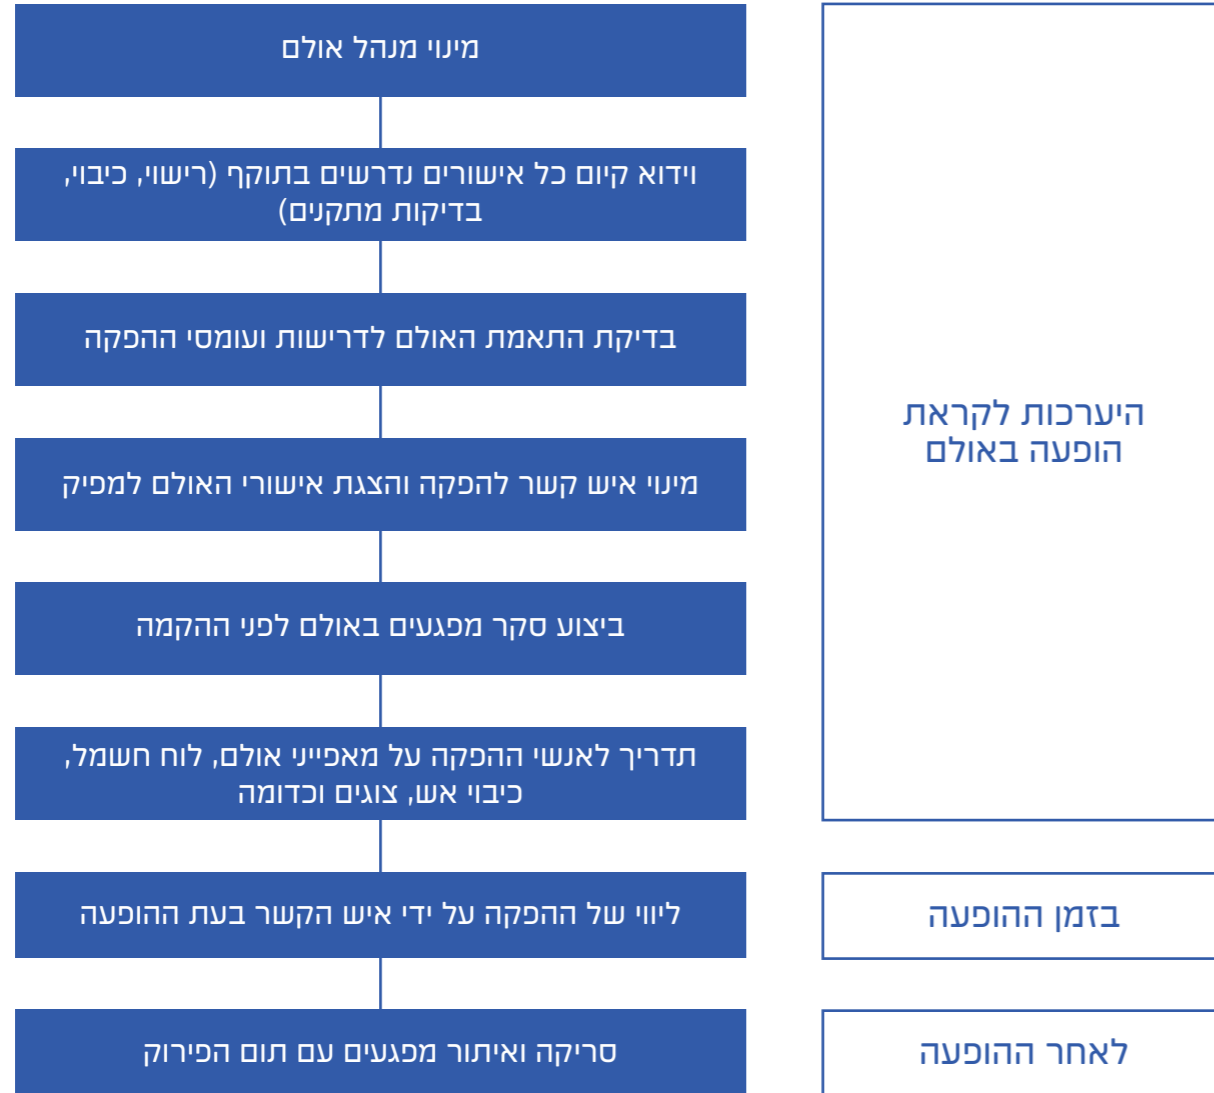 מינוי מנהל אולם
וידוא קיום כל אישורים נדרשים בתוקף (רישוי, כיבוי,
בדיקות מתקנים)
בדיקת התאמת האולם לדרישות ועומסי ההפקה
מינוי איש קשר להפקה והצגת אישורי האולם למפיק
ביצוע סקר מפגעים באולם לפני ההקמה
תדריך לאנשי ההפקה על מאפייני אולם, לוח חשמל,
כיבוי אש, צוגים וכדומה
היערכות לקראת
הופעה באולם
בזמן ההופעה
ליווי של ההפקה על ידי איש הקשר בעת ההופעה
לאחר ההופעה
סריקה ואיתור מפגעים עם תום הפירוק